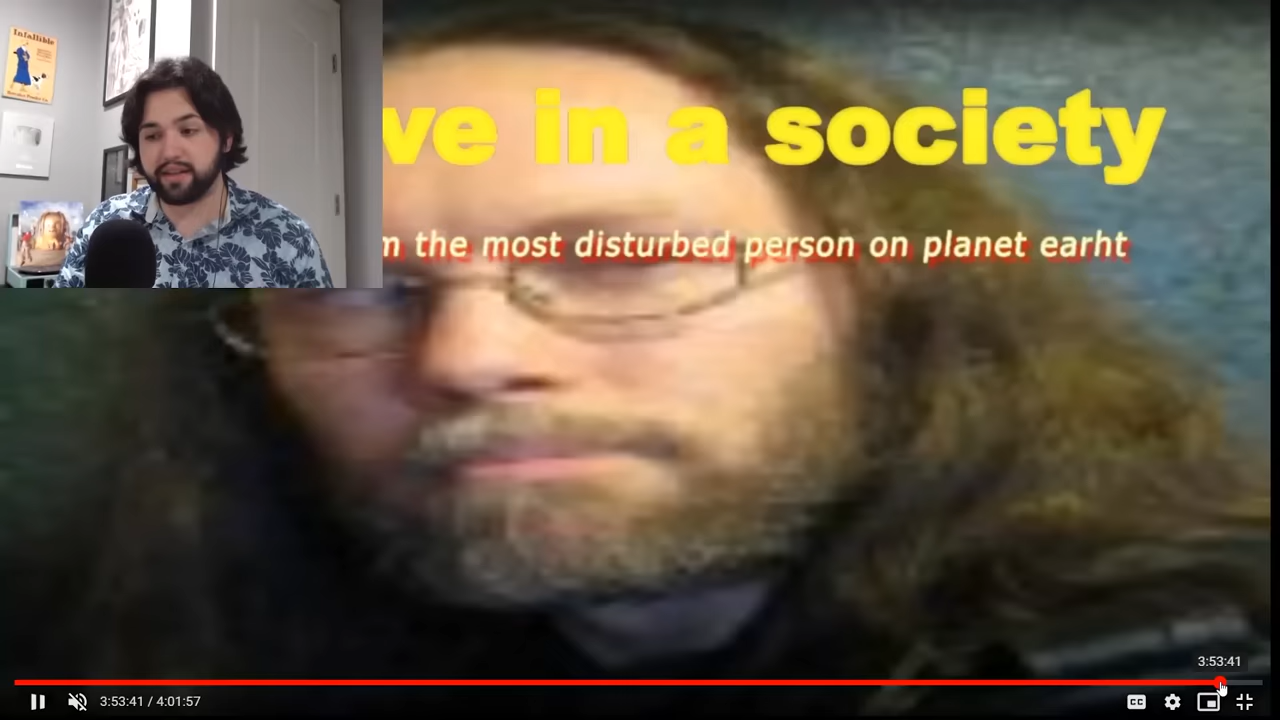 Infallible
ve in a society
m the most disturbed person on planet earht
3:53:41
3:53:41 / 4:01:57
CC